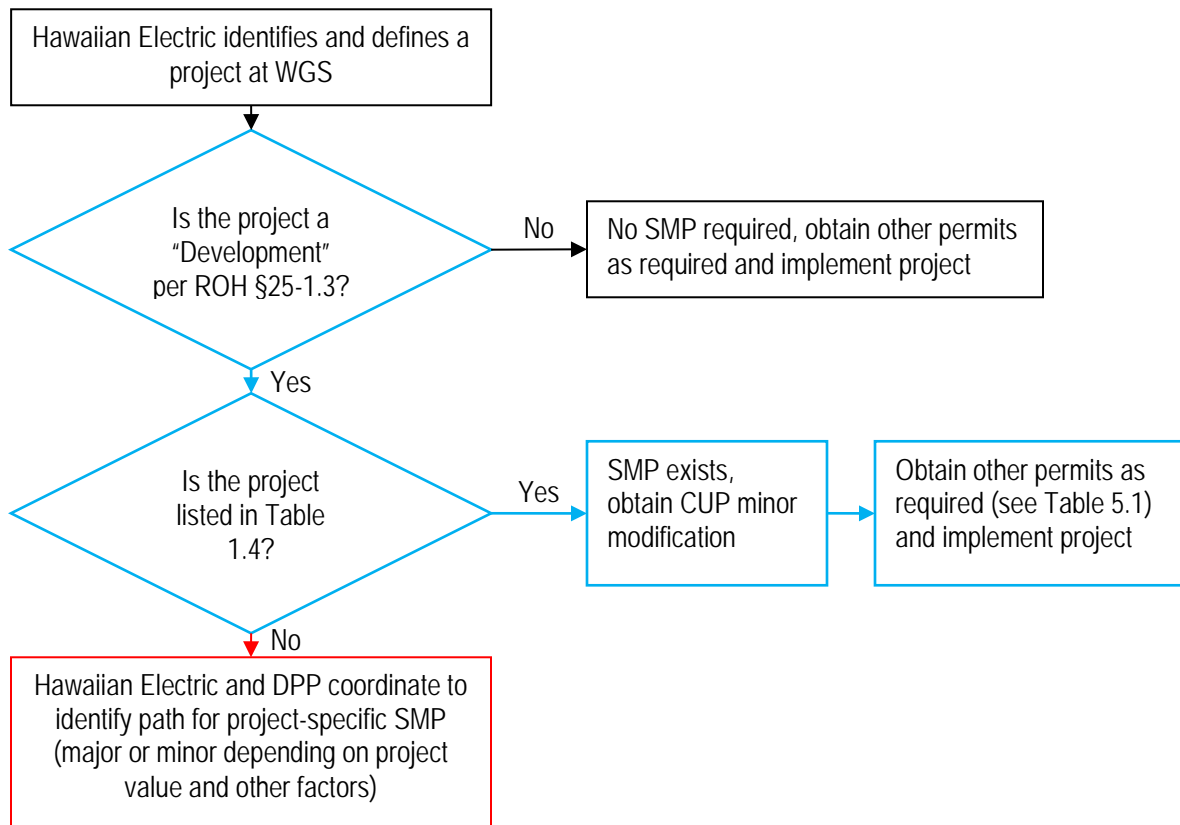 Hawaiian Electric identifies and defines a
project at WGS
Is the project a
“Development”
per ROH §25-1.3?
No
No SMP required, obtain other permits
as required and implement project
Yes
Is the project
listed in Table
1.4?
Yes
SMP exists,
obtain CUP minor
modification
Obtain other permits as
required (see Table 5.1)
and implement project
No
Hawaiian Electric and DPP coordinate to
identify path for project-specific SMP
(major or minor depending on project
value and other factors)